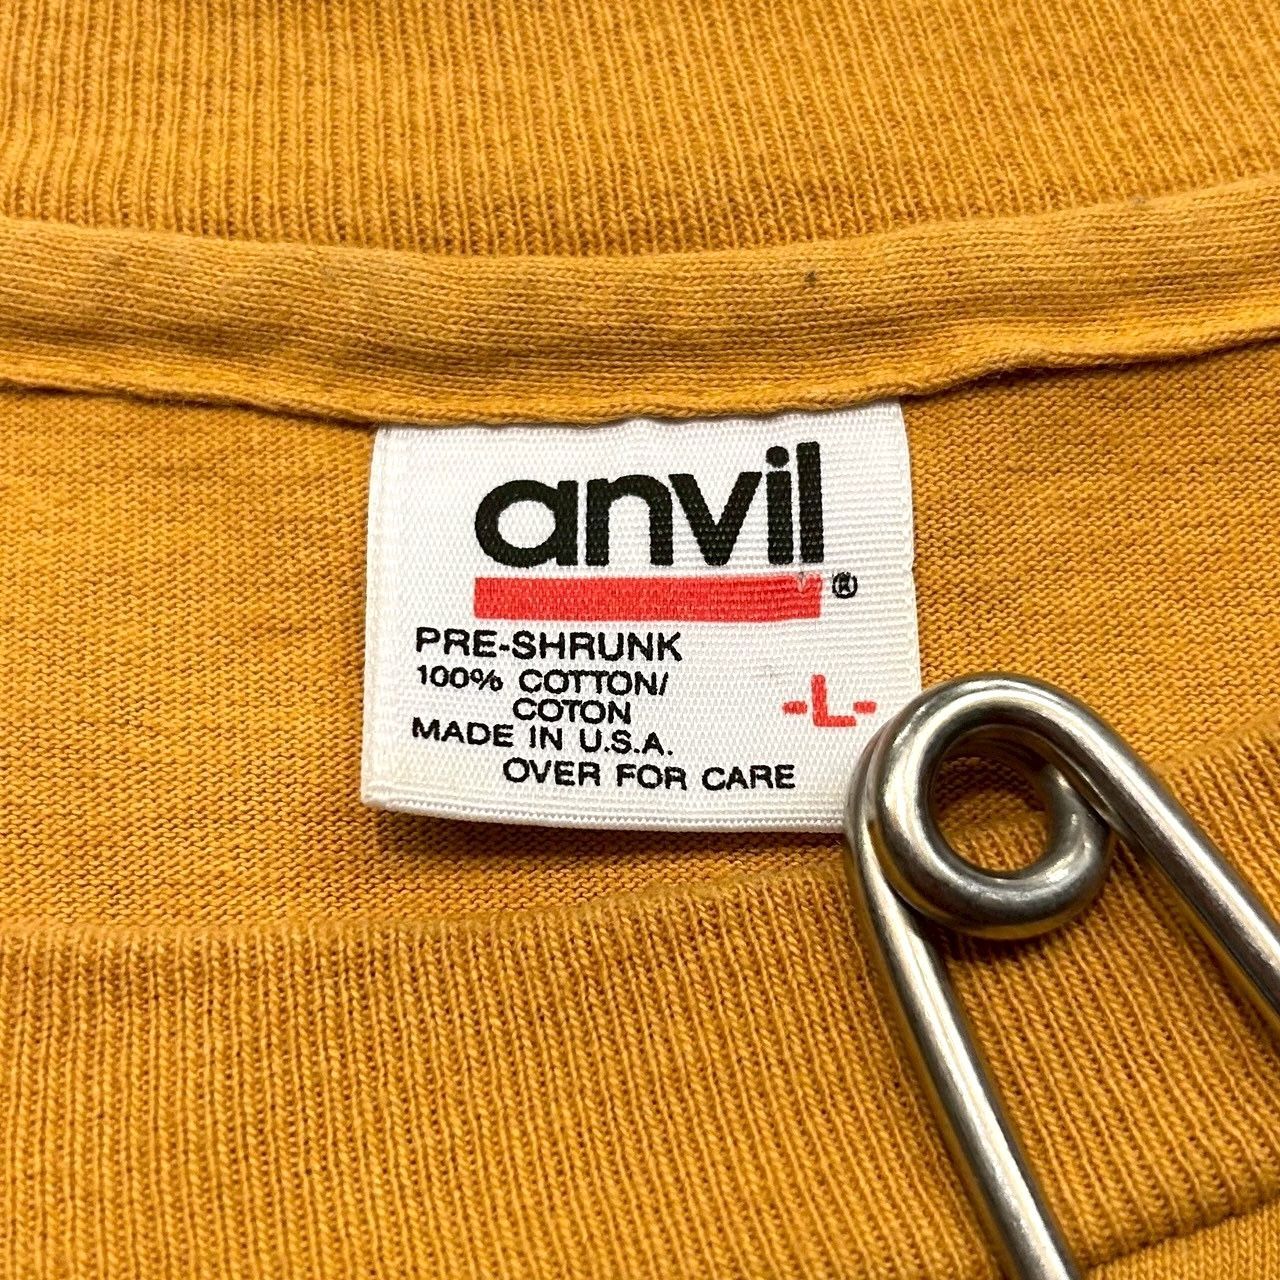 anvil®
PRE-SHRUNK
100% COTTON/
COTON
-L-
MADE IN U.S.A.
OVER FOR CARE